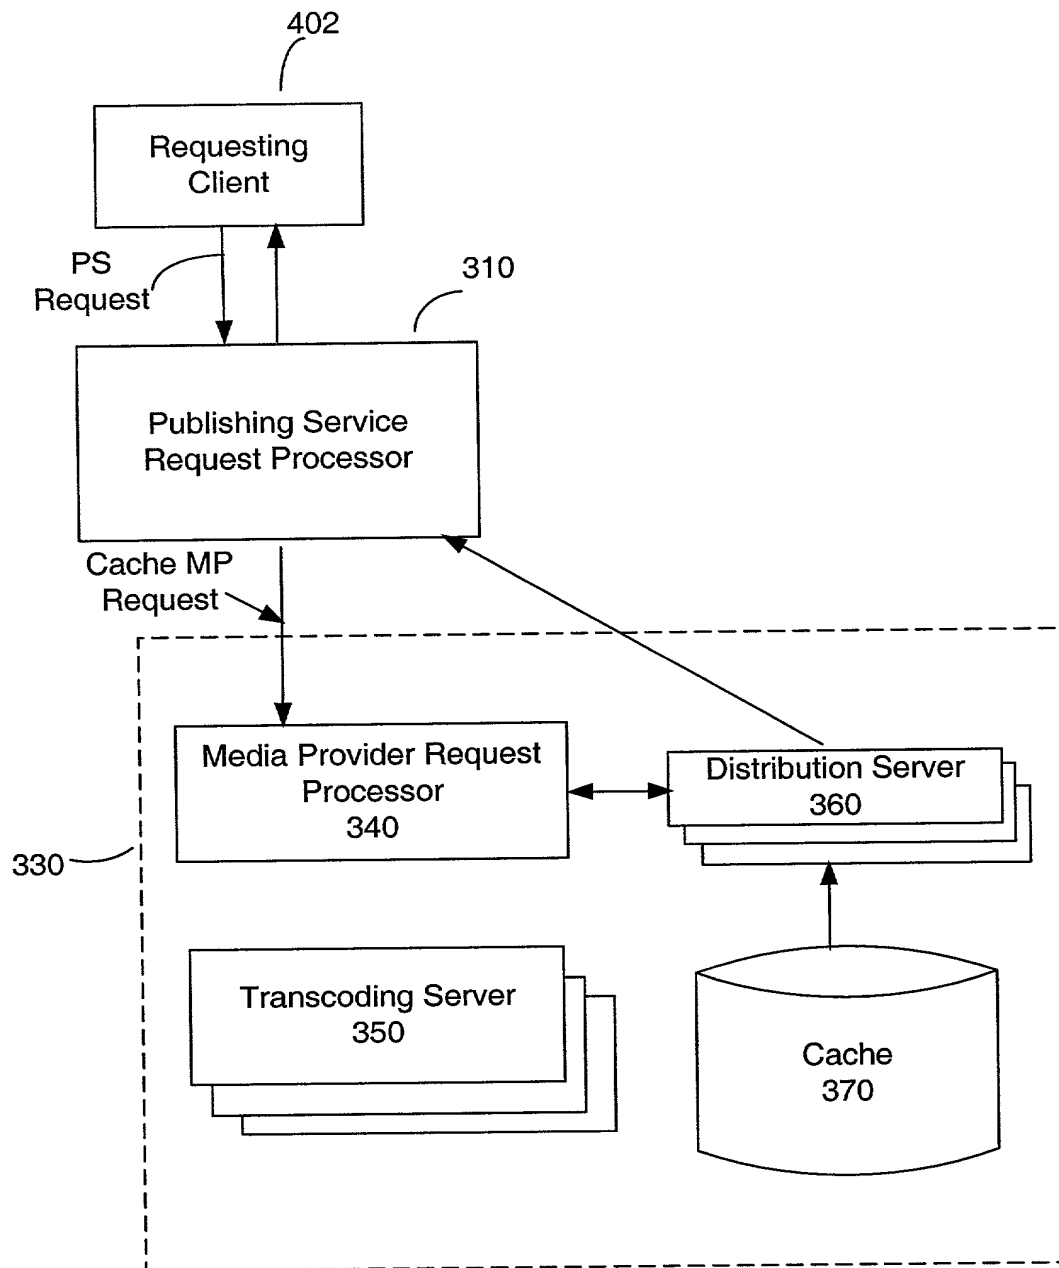 402
Requesting
Client
PS
Request
310
Publishing Service
Request Processor
Cache MP
Request
Media Provider Request
Processor
340
Distribution Server
360
330
Transcoding Server
350
Cache
370